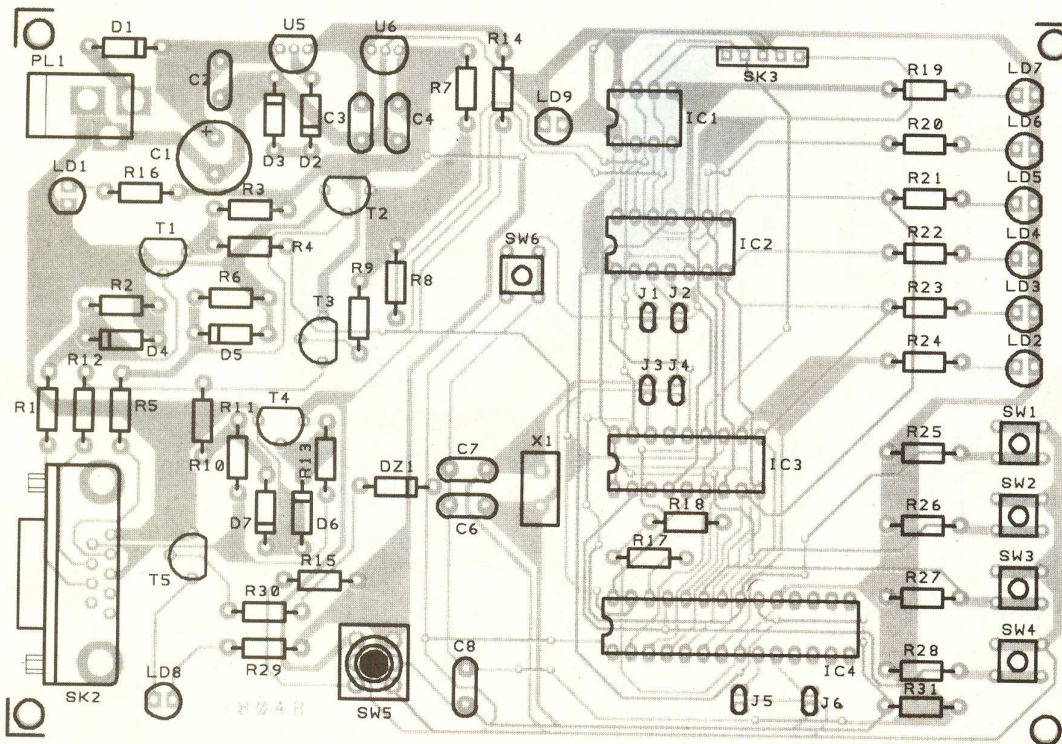 D1
U5
U6
R14
PL1
C2
R7
LD9
SK3
R19
LD7
C1
D3
D2
C3
C4
IC1
R20
LD6
LD1
R16
R3
T2
R21
LD5
T1
R4
SW6
IC2
R22
LD4
R2
R6
R9
R8
T3
J1
J2
R23
LD3
D4
D5
R24
LD2
R12
J3
J4
R1
R5
R11
T4
R10
R13
DZ1
C7
X1
IC3
R25
SW1
D7
D6
C6
R18
R26
SW2
T5
R15
R17
R27
SW3
R30
R29
C8
IC4
R28
SW4
SK2
LD8
SW5
J5
J6
R31